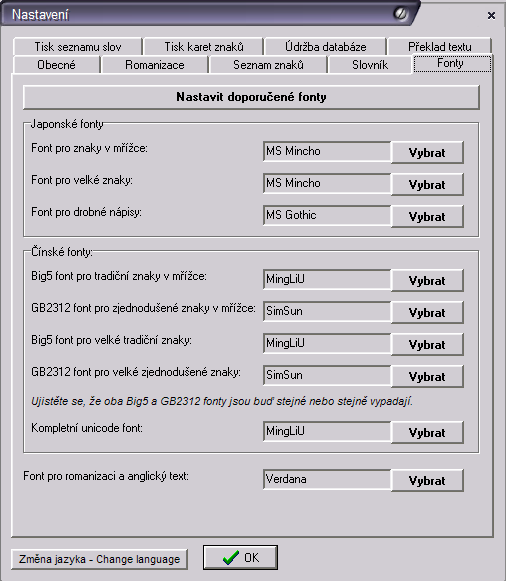 Nastavení
Tisk seznamu slov
Tisk karet znaků
Údržba databáze
Překlad textu
Obecné
Romanizace
Seznam znaků
Slovník
Fonty
Nastavit doporučené fonty
Japonské fonty
Font pro znaky v mřížce:
MS Mincho
Vybrat
Font pro velké znaky:
MS Mincho
Vybrat
Font pro drobné nápisy:
MS Gothic
Vybrat
Čínské fonty:
Big5 font pro tradiční znaky v mřížce:
MingLiU
Vybrat
GB2312 font pro zjednodušené znaky v mřížce:
SimSun
Vybrat
Big5 font pro velké tradiční znaky:
MingLiU
Vybrat
GB2312 font pro velké zjednodušené znaky:
SimSun
Vybrat
Ujistěte se, že oba Big5 a GB2312 fonty jsou buď stejné nebo stejně vypadají.
Kompletní unicode font:
MingLiU
Vybrat
Font pro romanizaci a anglický text:
Verdana
Vybrat
Změna jazyka - Change language
OK